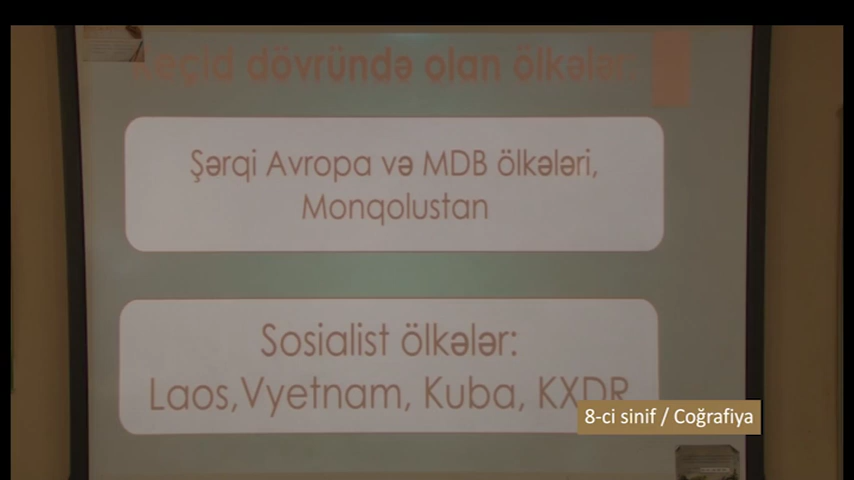 keçid dövründə olan ölkələr:
Şərqi Avropa və MDB ölkələri,
Monqolustan
Sosialist ölkələr:
Laos,Vyetnam, Kuba, KXDR
8-ci sinif / Coğrafiya